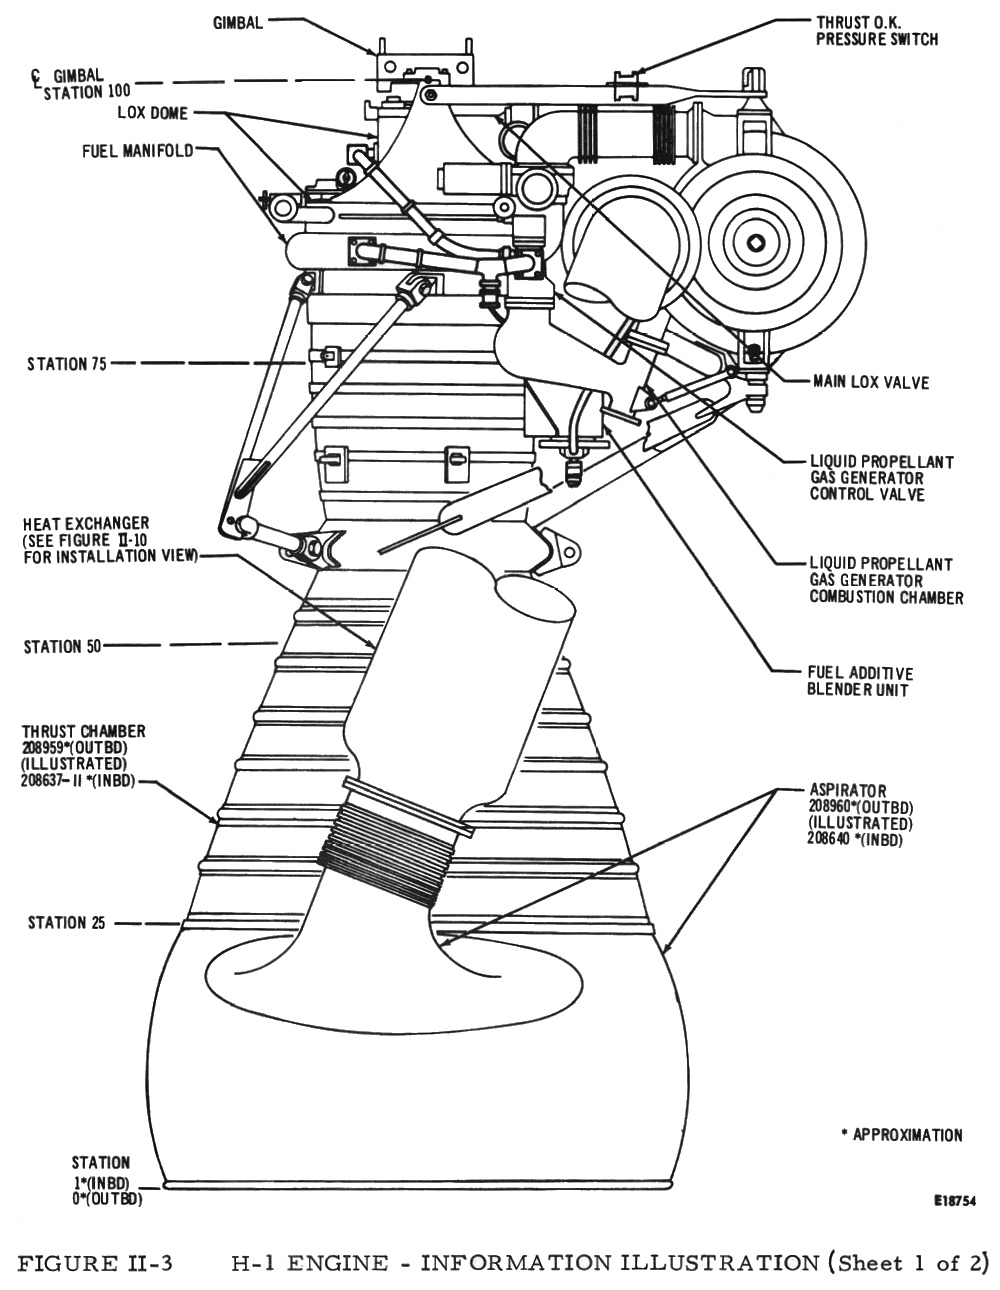 GIMBAL
THRUST O.K.
PRESSURE SWITCH
℄ GIMBAL
STATION 100
LOX DOME
FUEL MANIFOLD
STATION 75
MAIN LOX VALVE
LIQUID PROPELLANT
GAS GENERATOR
CONTROL VALVE
HEAT EXCHANGER
(SEE FIGURE II-10
FOR INSTALLATION VIEW)
LIQUID PROPELLANT
GAS GENERATOR
COMBUSTION CHAMBER
STATION 50
FUEL ADDITIVE
BLENDER UNIT
THRUST CHAMBER
208959*(OUTBD)
(ILLUSTRATED)
208637-11 *(INBD)
ASPIRATOR
208960*(OUTBD)
(ILLUSTRATED)
208640 *(INBD)
STATION 25
* APPROXIMATION
STATION
1*(INBD)
0*(OUTBD)
E18754
FIGURE II-3 H-1 ENGINE - INFORMATION ILLUSTRATION (Sheet 1 of 2)